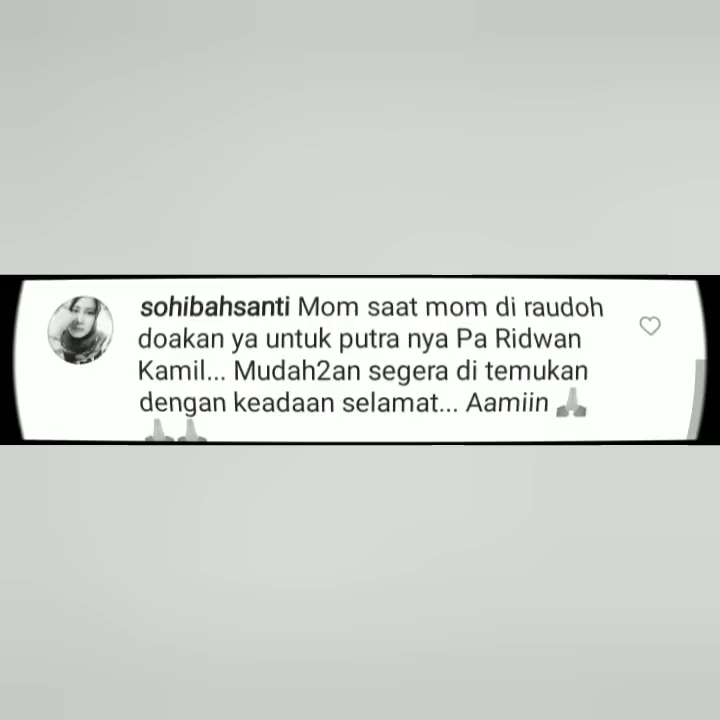 sohibahsanti Mom saat mom di raudoh
doakan ya untuk putra nya Pa Ridwan
Kamil... Mudah2an segera di temukan
dengan keadaan selamat... Aamiin 🙏
🙏🙏